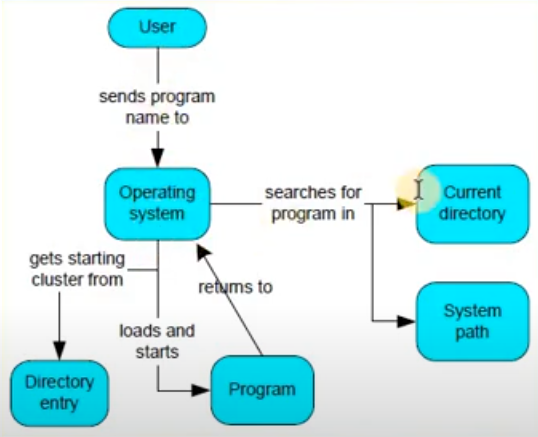 User
sends program
name to
Operating
system
searches for
program in
Current
directory
gets starting
cluster from
returns to
System
path
loads and
starts
Directory
entry
Program